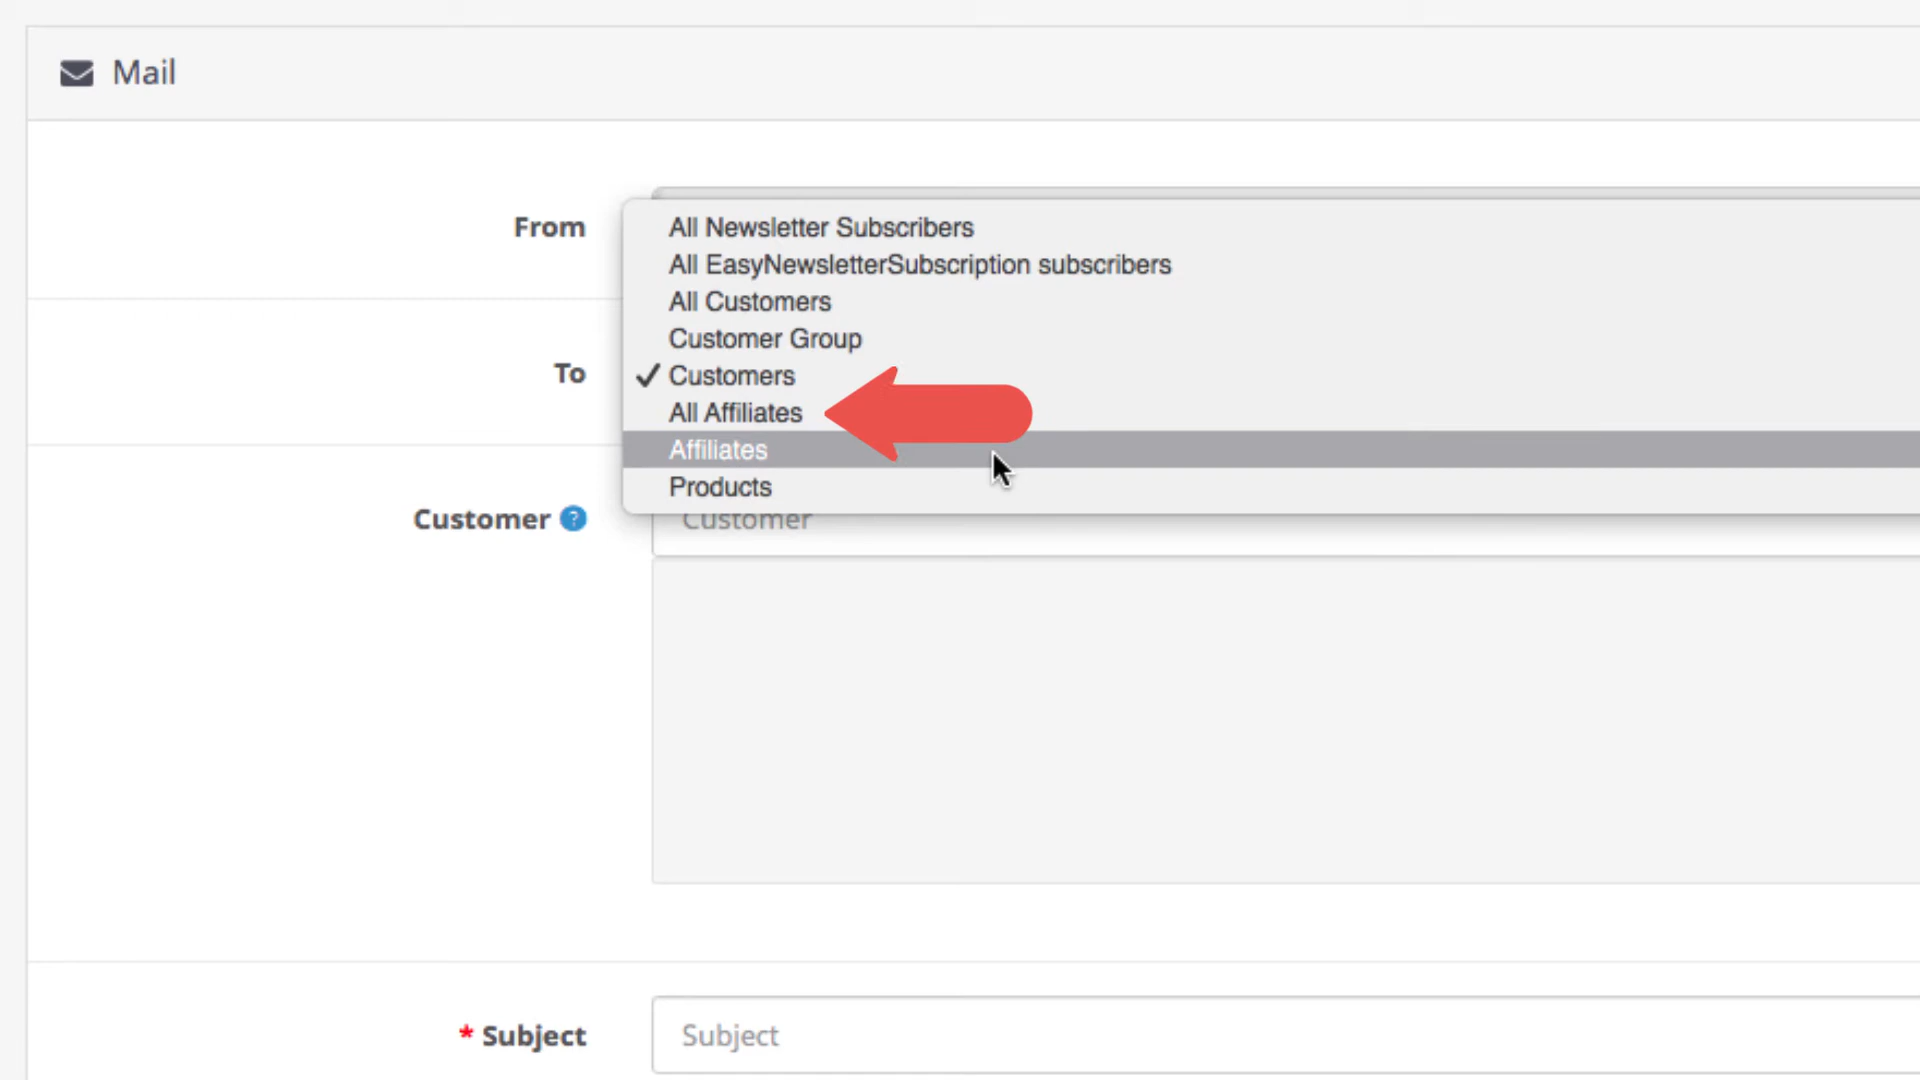 Mail
From
All Newsletter Subscribers
All EasyNewsletterSubscription subscribers
All Customers
Customer Group
To
✓ Customers
All Affiliates
Affiliates
Products
Customer ?
Customer
* Subject
Subject